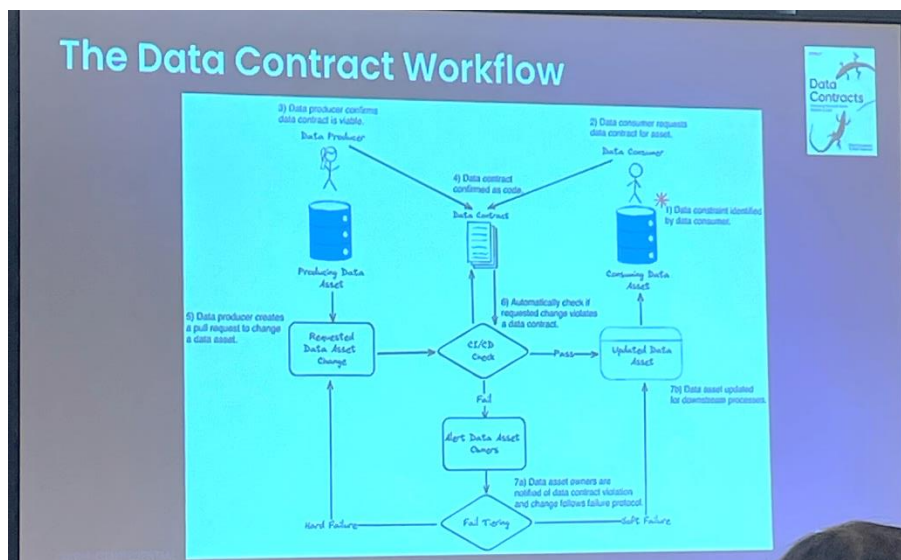 The Data Contract Workflow
Data
Contracts
3) Data producer confirms
data contract is viable.
Data Producer
2) Data consumer requests
data contract for asset.
Data Consumer
4) Data contract
confirmed as code.
Data Contract
1) Data constraint identified
by data consumer.
Producing Data
Asset
Consuming Data
Asset
5) Data producer creates
a pull request to change
a data asset.
6) Automatically check if
requested change violates
a data contract.
Requested
Data Asset
Change
CI/CD
Check
Pass
Updated Data
Asset
Fail
7b) Data asset updated
for downstream processes.
Alert Data Asset
Owners
7a) Data asset owners are
notified of data contract violation
and change follows failure protocol.
Hard Failure
Fail Tiering
Soft Failure